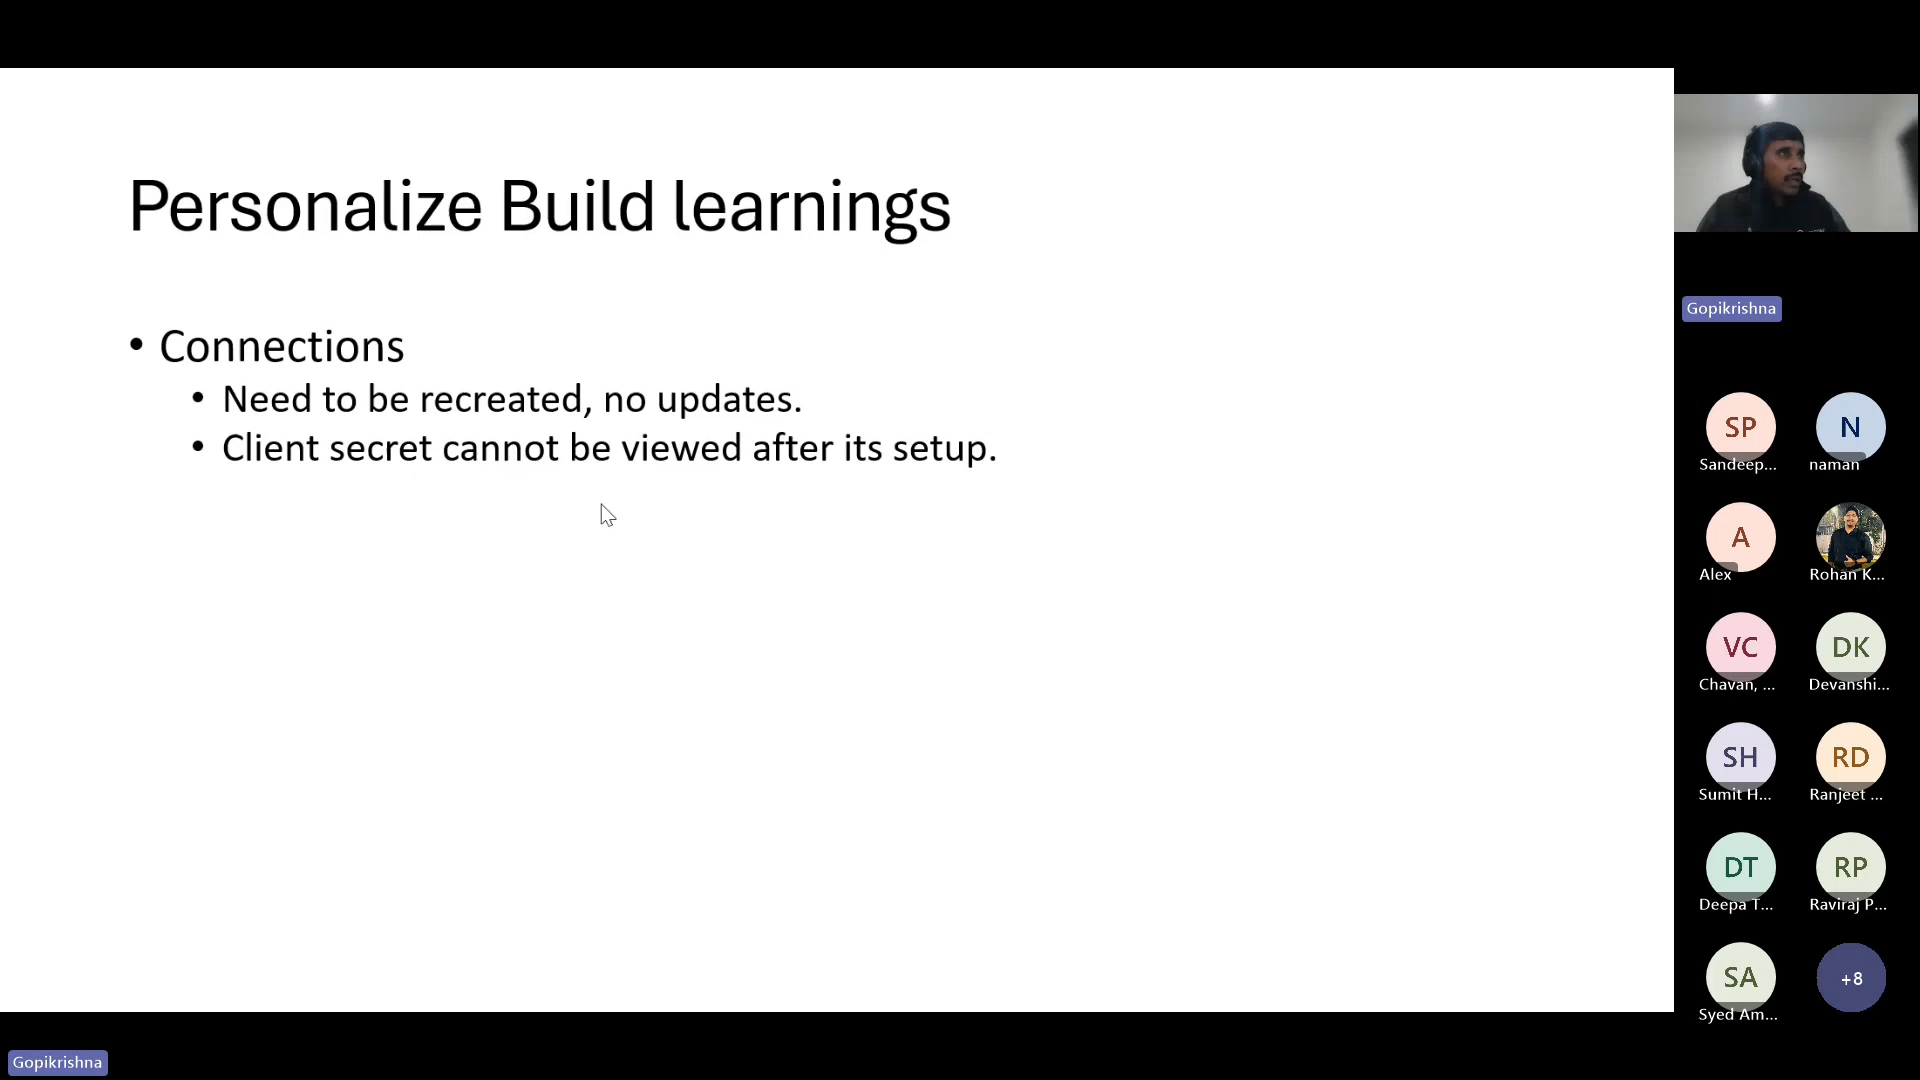 Personalize Build learnings
• Connections
• Need to be recreated, no updates.
• Client secret cannot be viewed after its setup.
Gopikrishna
SP
Sandeep...
N
naman
A
Alex
Rohan K...
VC
Chavan, ...
DK
Devanshi...
SH
Sumit H...
RD
Ranjeet ...
DT
Deepa T...
RP
Raviraj P...
SA
Syed Am...
+8
Gopikrishna